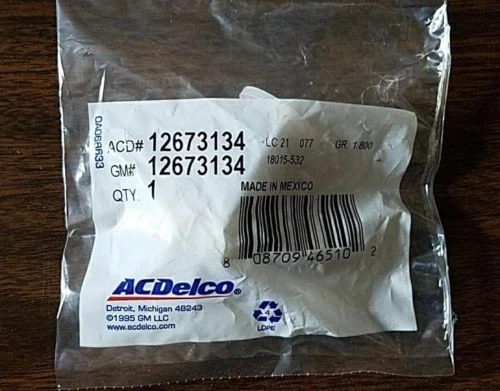 ACD# 12673134 LC 21 077 GR 1.800
GM# 12673134 18015-532
QTY 1 MADE IN MEXICO
8 08709 46510 2
ACDelco®
Detroit, Michigan 48243
©1995 GM LLC
www.acdelco.com
4
LDPE